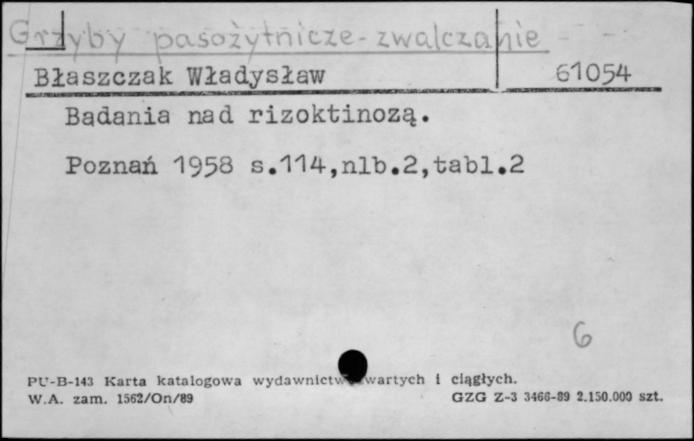 Grzyby pasożytnicze - zwalczanie
Błaszczak Władysław 61054
Badania nad rizoktinozą.
Poznań 1958 s.114,nlb.2,tabl.2
6
PU-B-143 Karta katalogowa wydawnictw wartych i ciągłych.
W.A. zam. 1562/On/89 GZG Z-3 3466-89 2.150.000 szt.